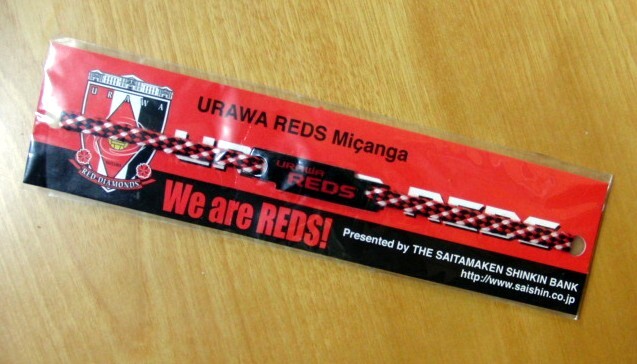 URAWA
RED DIAMONDS
URAWA REDS Miçanga
URAWA
REDS
REDS
We are REDS!
Presented by THE SAITAMAKEN SHINKIN BANK
http://www.saishin.co.jp